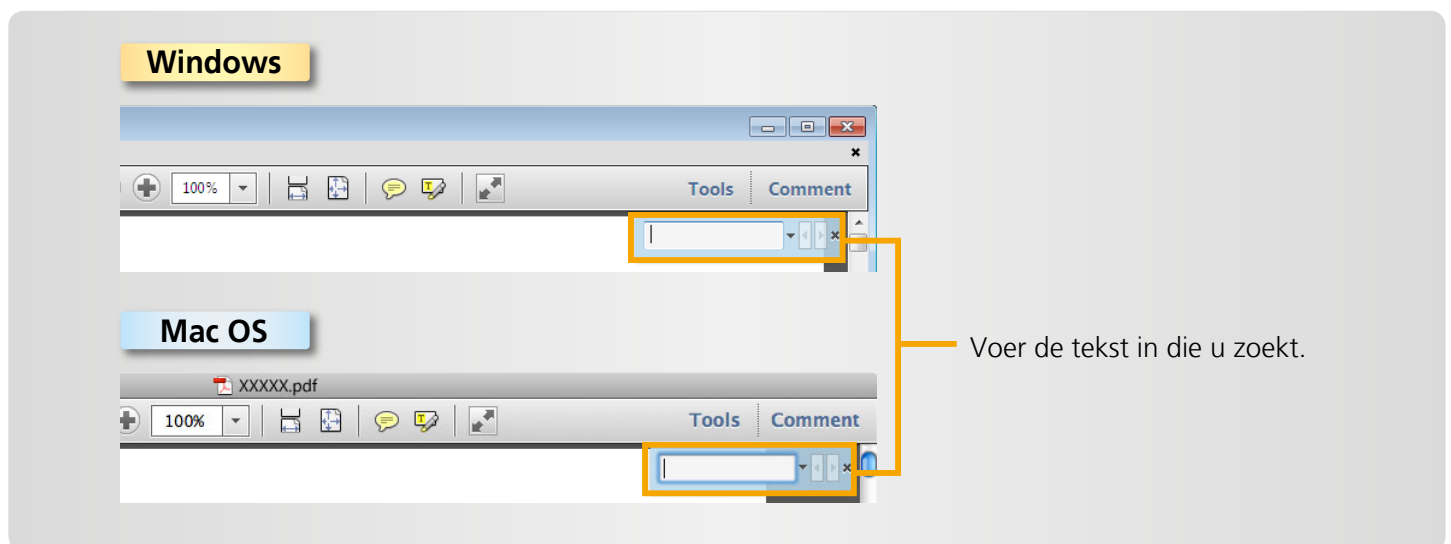 Windows
100%
Tools Comment
Mac OS
Voer de tekst in die u zoekt.
XXXXX.pdf
100%
Tools Comment